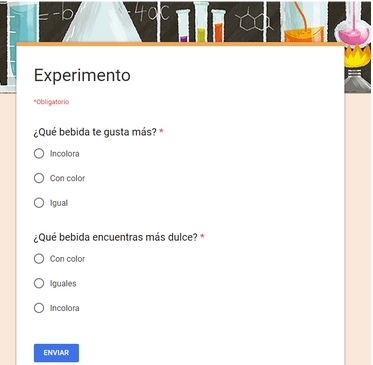 =-b
-4ac
Experimento
*Obligatorio
¿Qué bebida te gusta más? *
Incolora
Con color
Igual
¿Qué bebida encuentras más dulce? *
Con color
Iguales
Incolora
ENVIAR